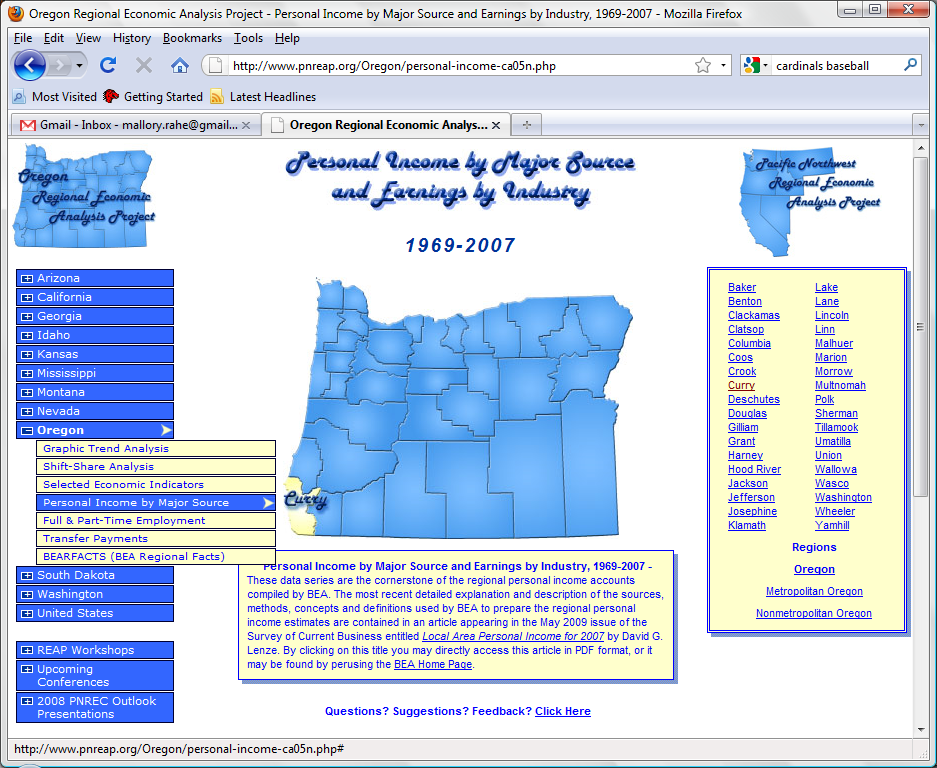 Oregon Regional Economic Analysis Project - Personal Income by Major Source and Earnings by Industry, 1969-2007 - Mozilla Firefox
File Edit View History Bookmarks Tools Help
http://www.pnreap.org/Oregon/personal-income-ca05n.php
cardinals baseball
Most Visited Getting Started Latest Headlines
Gmail - Inbox - mallory.rahe@gmail...
Oregon Regional Economic Analys...
Oregon
Regional Economic
Analysis Project
Personal Income by Major Source
and Earnings by Industry
1969-2007
Pacific Northwest
Regional Economic
Analysis Project
Arizona
California
Georgia
Idaho
Kansas
Mississippi
Montana
Nevada
Oregon
Graphic Trend Analysis
Shift-Share Analysis
Selected Economic Indicators
Personal Income by Major Source
Full & Part-Time Employment
Transfer Payments
BEARFACTS (BEA Regional Facts)
South Dakota
Washington
United States
REAP Workshops
Upcoming
Conferences
2008 PNREC Outlook
Presentations
Curry
Personal Income by Major Source and Earnings by Industry, 1969-2007 -
These data series are the cornerstone of the regional personal income accounts
compiled by BEA. The most recent detailed explanation and description of the sources,
methods, concepts and definitions used by BEA to prepare the regional personal
income estimates are contained in an article appearing in the May 2009 issue of the
Survey of Current Business entitled Local Area Personal Income for 2007 by David G.
Lenze. By clicking on this title you may directly access this article in PDF format, or it
may be found by perusing the BEA Home Page.
Questions? Suggestions? Feedback? Click Here
Baker
Benton
Clackamas
Clatsop
Columbia
Coos
Crook
Curry
Deschutes
Douglas
Gilliam
Grant
Harney
Hood River
Jackson
Jefferson
Josephine
Klamath
Lake
Lane
Lincoln
Linn
Malhuer
Marion
Morrow
Multnomah
Polk
Sherman
Tillamook
Umatilla
Union
Wallowa
Wasco
Washington
Wheeler
Yamhill
Regions
Oregon
Metropolitan Oregon
Nonmetropolitan Oregon
http://www.pnreap.org/Oregon/personal-income-ca05n.php#